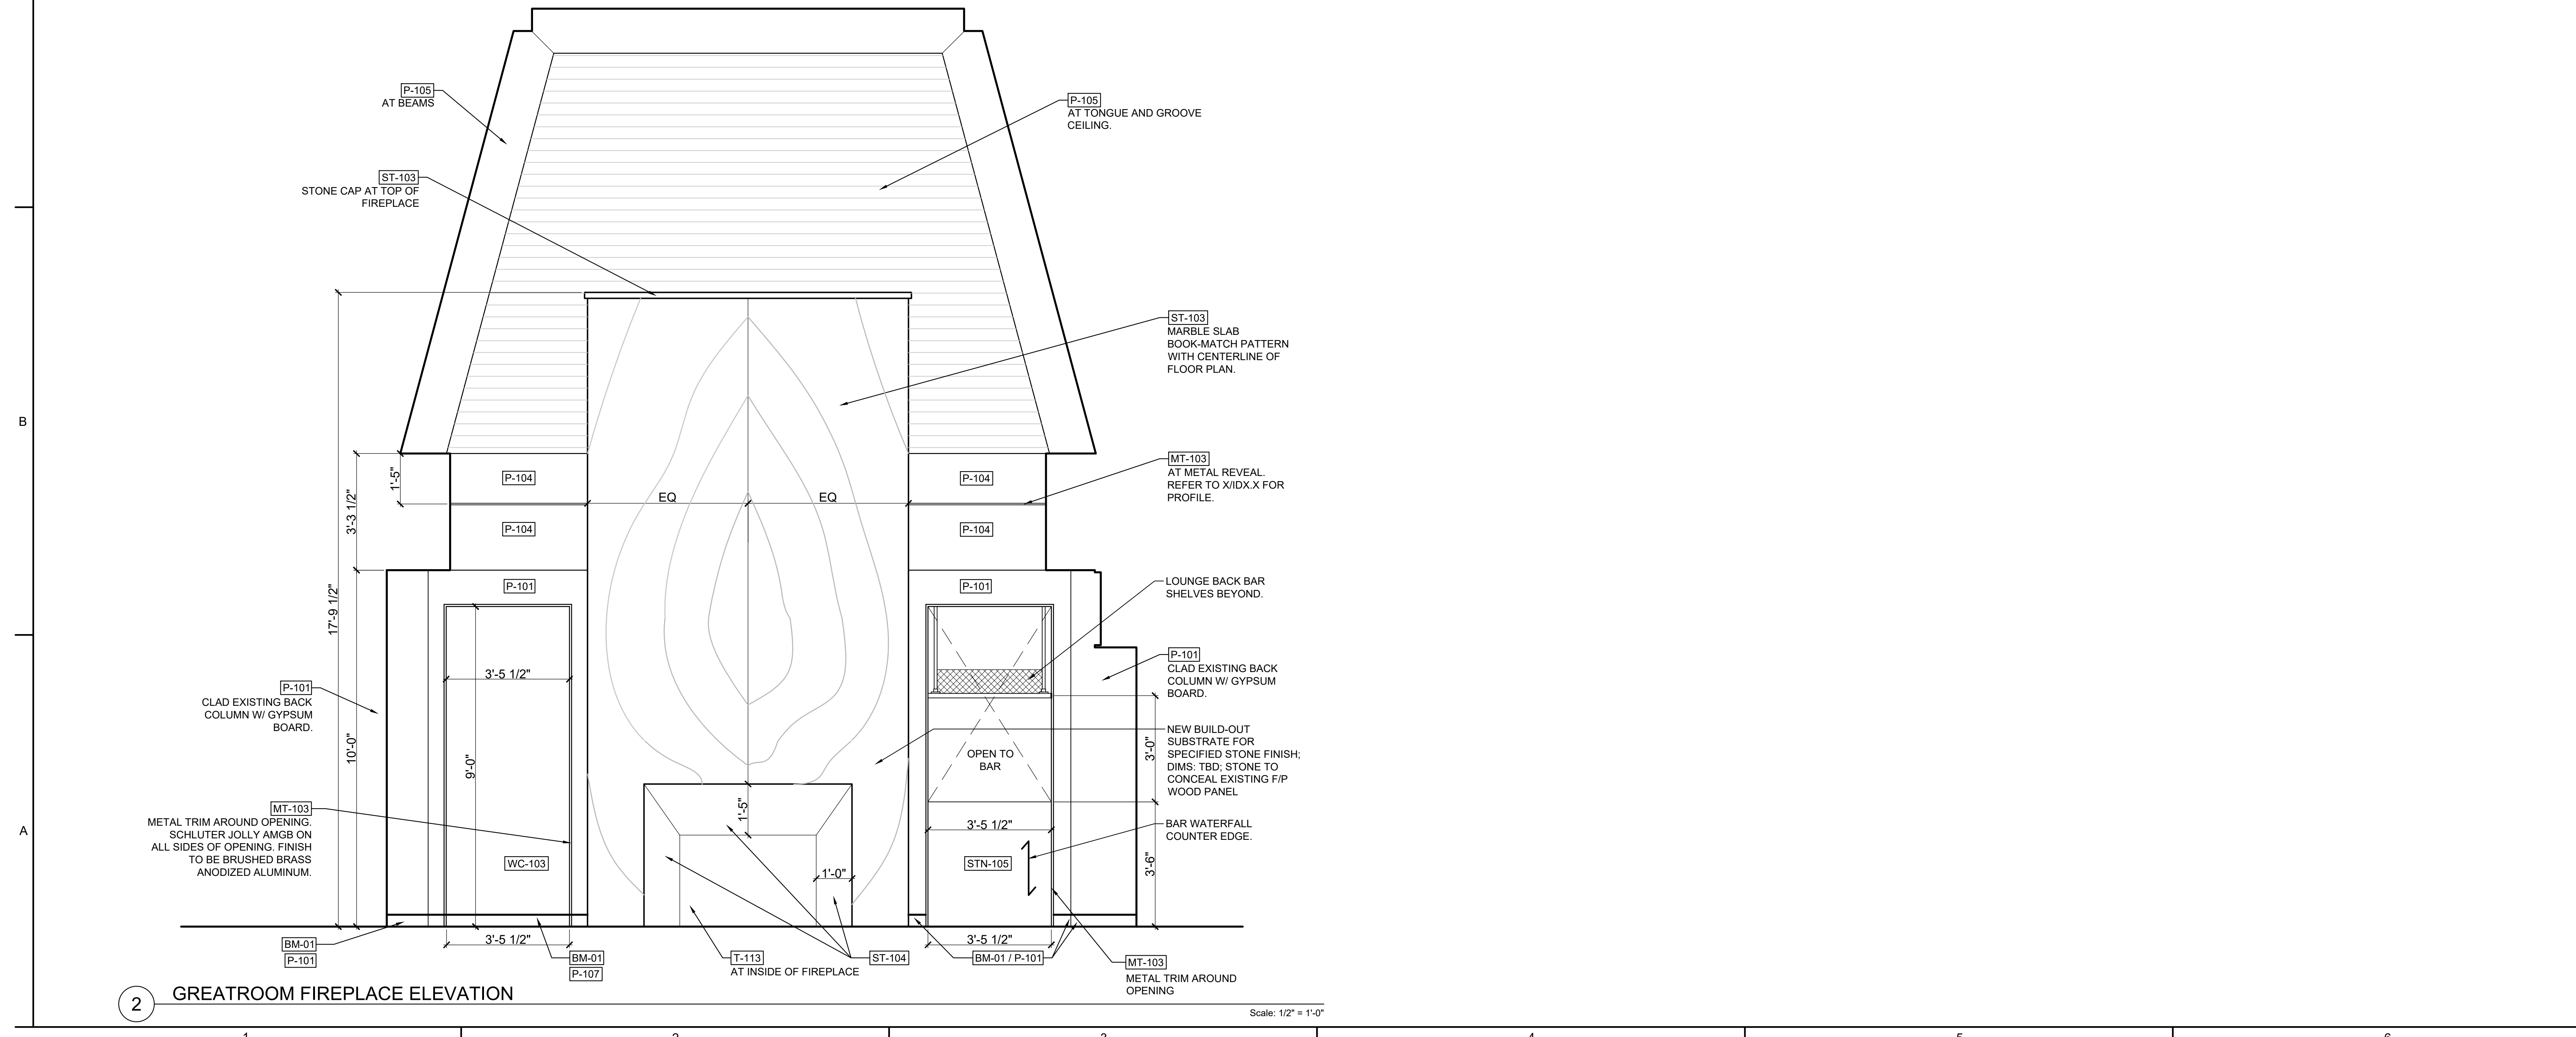 P-105
AT BEAMS
P-105
AT TONGUE AND GROOVE
CEILING.
ST-103
STONE CAP AT TOP OF
FIREPLACE
ST-103
MARBLE SLAB
BOOK-MATCH PATTERN
WITH CENTERLINE OF
FLOOR PLAN.
B
MT-103
AT METAL REVEAL.
REFER TO X/IDX.X FOR
PROFILE.
1'-5"
3'-3 1/2"
P-104
P-104
EQ
EQ
P-104
P-104
P-101
P-101
17'-9 1/2"
10'-0"
9'-0"
3'-5 1/2"
LOUNGE BACK BAR
SHELVES BEYOND.
P-101
CLAD EXISTING BACK
COLUMN W/ GYPSUM
BOARD.
P-101
CLAD EXISTING BACK
COLUMN W/ GYPSUM
BOARD.
NEW BUILD-OUT
SUBSTRATE FOR
SPECIFIED STONE FINISH;
DIMS: TBD; STONE TO
CONCEAL EXISTING F/P
WOOD PANEL
OPEN TO
BAR
3'-0"
3'-6"
A
MT-103
METAL TRIM AROUND OPENING.
SCHLUTER JOLLY AMGB ON
ALL SIDES OF OPENING. FINISH
TO BE BRUSHED BRASS
ANODIZED ALUMINUM.
1'-5"
3'-5 1/2"
BAR WATERFALL
COUNTER EDGE.
WC-103
1'-0"
STN-105
BM-01
P-101
3'-5 1/2"
BM-01
P-107
T-113
AT INSIDE OF FIREPLACE
ST-104
3'-5 1/2"
BM-01 / P-101
MT-103
METAL TRIM AROUND
OPENING
2
GREATROOM FIREPLACE ELEVATION
Scale: 1/2" = 1'-0"